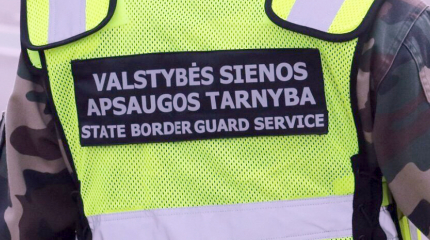 VALSTYBĖS SIENOS
APSAUGOS TARNYBA
STATE BORDER GUARD SERVICE